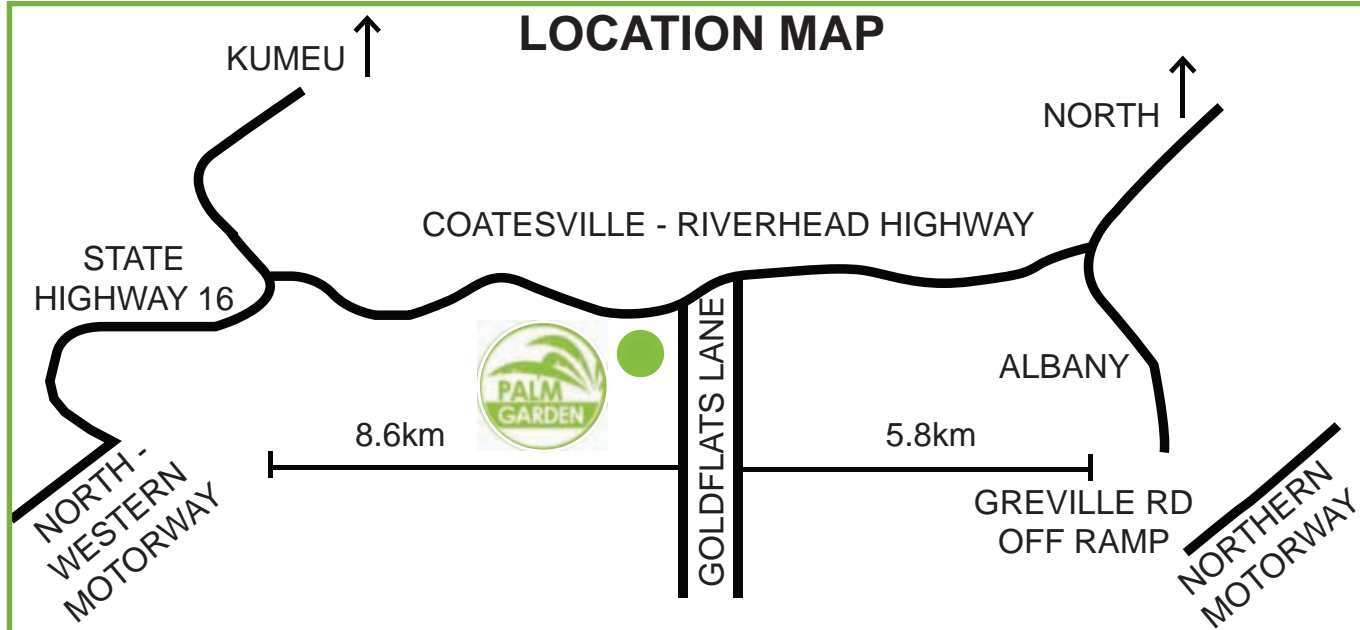 LOCATION MAP
KUMEU
NORTH
COATESVILLE - RIVERHEAD HIGHWAY
STATE
HIGHWAY 16
PALM
GARDEN
GOLDFLATS LANE
ALBANY
8.6km
5.8km
NORTH -
WESTERN
MOTORWAY
GREVILLE RD
OFF RAMP
NORTHERN
MOTORWAY